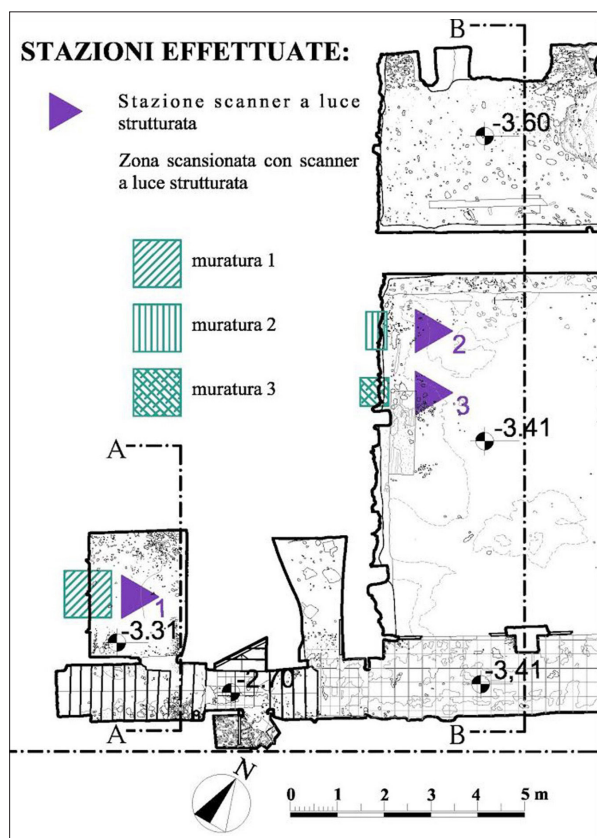 B
STAZIONI EFFETTUATE:
Stazione scanner a luce
strutturata
-3.60
Zona scansionata con scanner
a luce strutturata
muratura 1
muratura 2
2
muratura 3
3
A
-3.41
1
-3.31
-2.70
-3,41
A
B
N
0 1 2 3 4 5 m